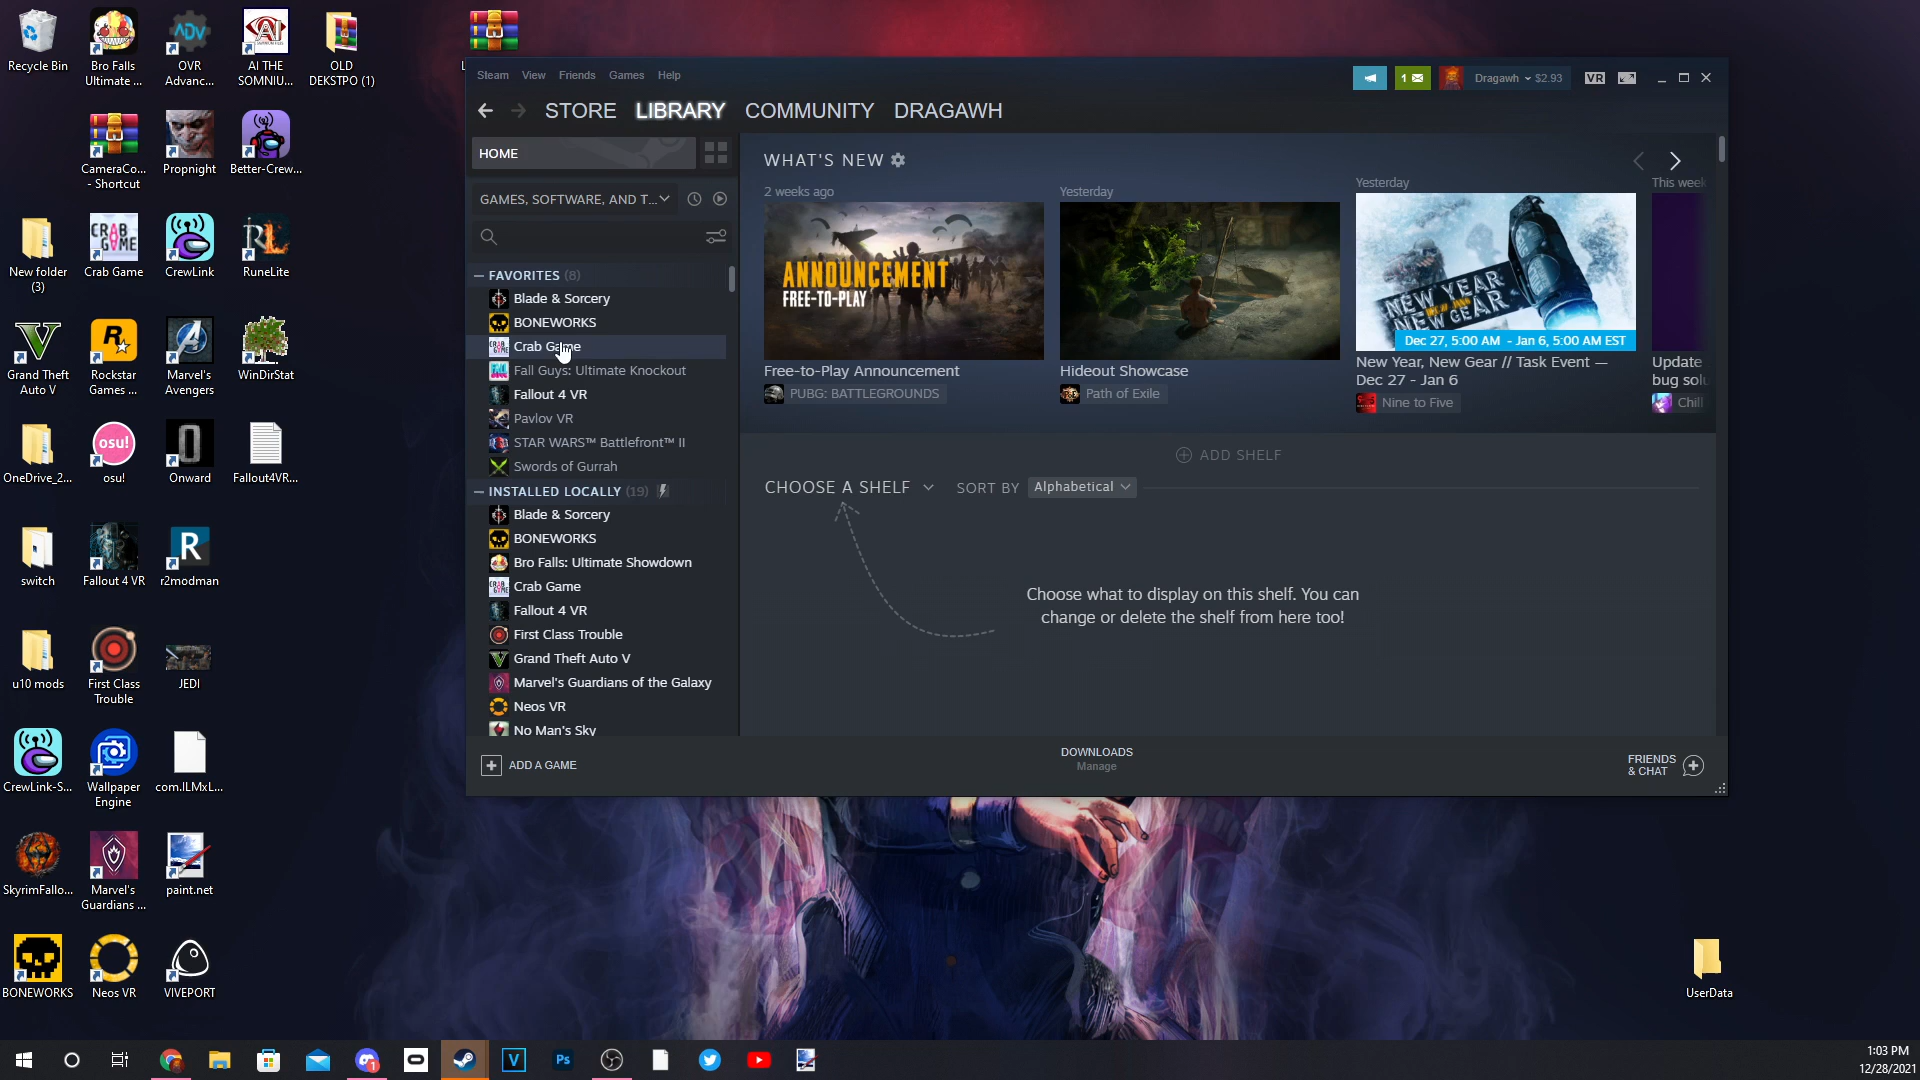 Recycle Bin
Bro Falls
Ultimate ...
OVR
Advanc...
AI THE
SOMNIU...
OLD
DEKSTPO (1)
CameraCo...
- Shortcut
Propnight
Better-Crew...
New folder
(3)
CRAB
GAME
Crab Game
CrewLink
RuneLite
Grand Theft
Auto V
Rockstar
Games ...
Marvel's
Avengers
WinDirStat
OneDrive_2...
osu!
osu!
Onward
Fallout4VR...
switch
Fallout 4 VR
r2modman
u10 mods
First Class
Trouble
JEDI
CrewLink-S...
Wallpaper
Engine
com.ILMxL...
SkyrimFallo...
Marvel's
Guardians ...
paint.net
BONEWORKS
Neos VR
VIVEPORT
UserData
Steam View Friends Games Help
1
Dragawh
$2.93
VR
STORE LIBRARY COMMUNITY DRAGAWH
HOME
GAMES, SOFTWARE, AND T...
FAVORITES (8)
Blade & Sorcery
BONEWORKS
Crab Game
Fall Guys: Ultimate Knockout
Fallout 4 VR
Pavlov VR
STAR WARS™ Battlefront™ II
Swords of Gurrah
INSTALLED LOCALLY (19)
Blade & Sorcery
BONEWORKS
Bro Falls: Ultimate Showdown
Crab Game
Fallout 4 VR
First Class Trouble
Grand Theft Auto V
Marvel's Guardians of the Galaxy
Neos VR
No Man's Sky
ADD A GAME
WHAT'S NEW
2 weeks ago
ANNOUNCEMENT
FREE-TO-PLAY
Free-to-Play Announcement
PUBG: BATTLEGROUNDS
Yesterday
Hideout Showcase
Path of Exile
Yesterday
NEW YEAR
NEW GEAR
Dec 27, 5:00 AM - Jan 6, 5:00 AM EST
New Year, New Gear // Task Event —
Dec 27 - Jan 6
Nine to Five
This week
Update
bug solu
Chill
ADD SHELF
CHOOSE A SHELF
SORT BY Alphabetical
Choose what to display on this shelf. You can
change or delete the shelf from here too!
DOWNLOADS
Manage
FRIENDS
& CHAT
V
Ps
1:03 PM
12/28/2021